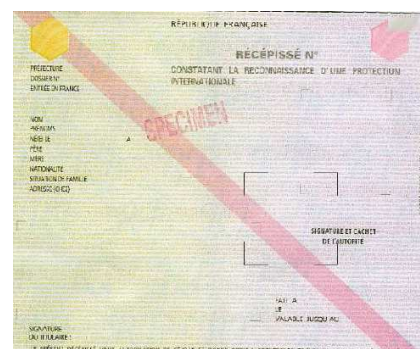 RÉPUBLIQUE FRANÇAISE
RÉCÉPISSÉ N°
CONSTATANT LA RECONNAISSANCE D'UNE PROTECTION
INTERNATIONALE
PRÉFECTURE
DOSSIER N°
ENTRÉE EN FRANCE
SPECIMEN
NOM
PRÉNOMS
NÉ(E) LE A
PÈRE
MÈRE
NATIONALITÉ
SITUATION DE FAMILLE
ADRESSE
SIGNATURE ET CACHET
DE L'AUTORITÉ
FAIT A
LE
VALABLE JUSQU'AU
SIGNATURE
DU TITULAIRE :